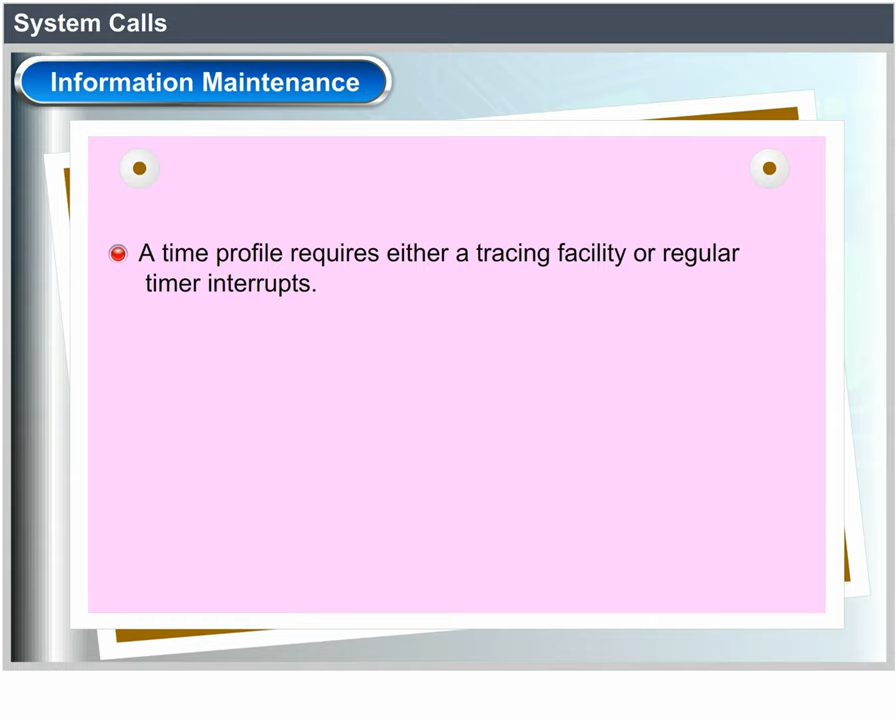 System Calls
Information Maintenance
A time profile requires either a tracing facility or regular
timer interrupts.